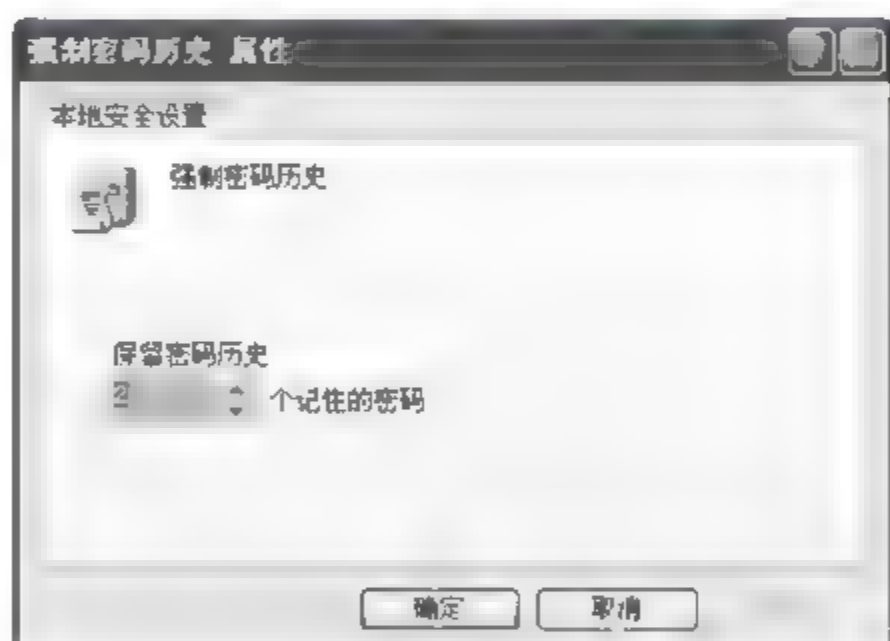 强制密码历史 属性
本地安全设置
强制密码历史
保留密码历史
2 个记住的密码
确定 取消